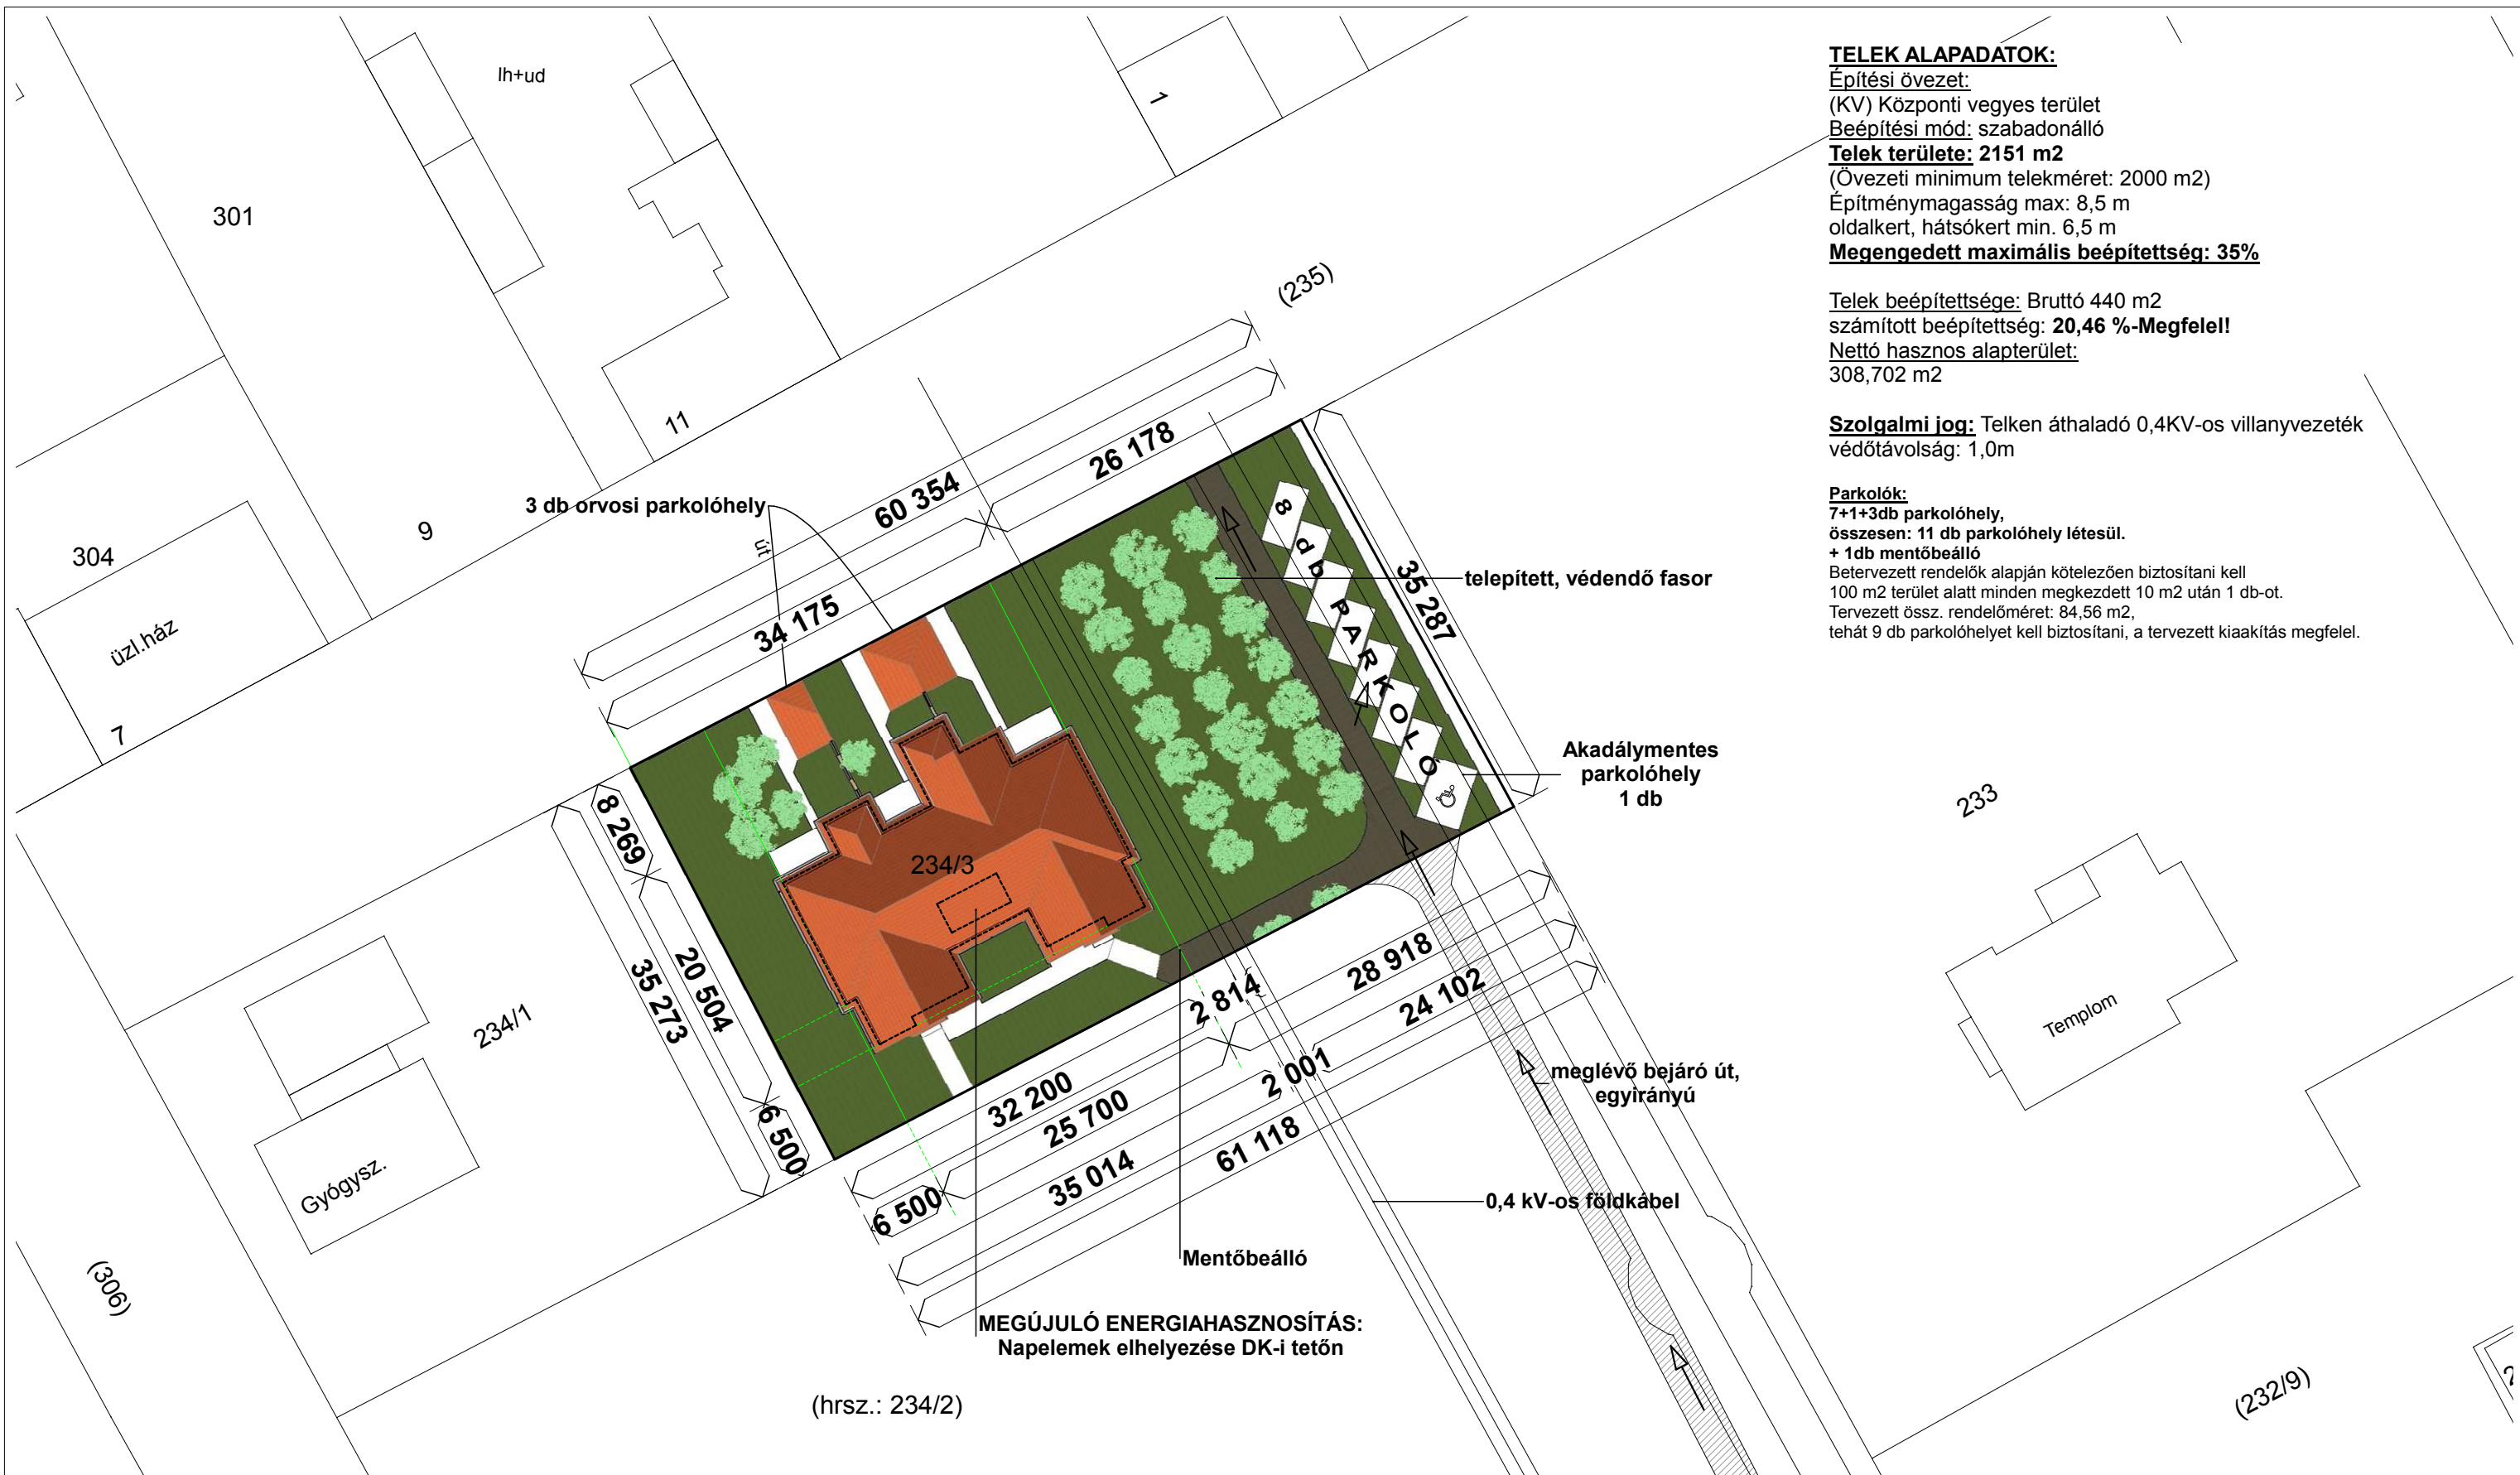 TELEK ALAPADATOK:
Építési övezet:
(KV) Központi vegyes terület
Beépítési mód: szabadonálló
Telek területe: 2151 m2
(Övezeti minimum telekméret: 2000 m2)
Építménymagasság max: 8,5 m
oldalkert, hátsókert min. 6,5 m
Megengedett maximális beépítettség: 35%
Telek beépítettsége: Bruttó 440 m2
számított beépítettség: 20,46 %-Megfelel!
Nettó hasznos alapterület:
308,702 m2
Szolgalmi jog: Telken áthaladó 0,4KV-os villanyvezeték
védőtávolság: 1,0m
Parkolók:
7+1+3db parkolóhely,
összesen: 11 db parkolóhely létesül.
+ 1db mentőbeálló
Betervezett rendelők alapján kötelezően biztosítani kell
100 m2 terület alatt minden megkezdett 10 m2 után 1 db-ot.
Tervezett össz. rendelőméret: 84,56 m2,
tehát 9 db parkolóhelyet kell biztosítani, a tervezett kiaakítás megfelel.
lh+ud
1
301
(235)
11
9
304
üzl.ház
7
3 db orvosi parkolóhely
út
60 354
26 178
34 175
8 db PARKOLÓ
35 287
telepített, védendő fasor
Akadálymentes
parkolóhely
1 db
233
Templom
234/3
8 269
20 504
35 273
6 500
234/1
Gyógysz.
(306)
2 814
28 918
24 102
32 200
25 700
2 001
35 014
61 118
6 500
meglévő bejáró út,
egyirányú
0,4 kV-os földkábel
Mentőbeálló
MEGÚJULÓ ENERGIAHASZNOSÍTÁS:
Napelemek elhelyezése DK-i tetőn
(hrsz.: 234/2)
(232/9)